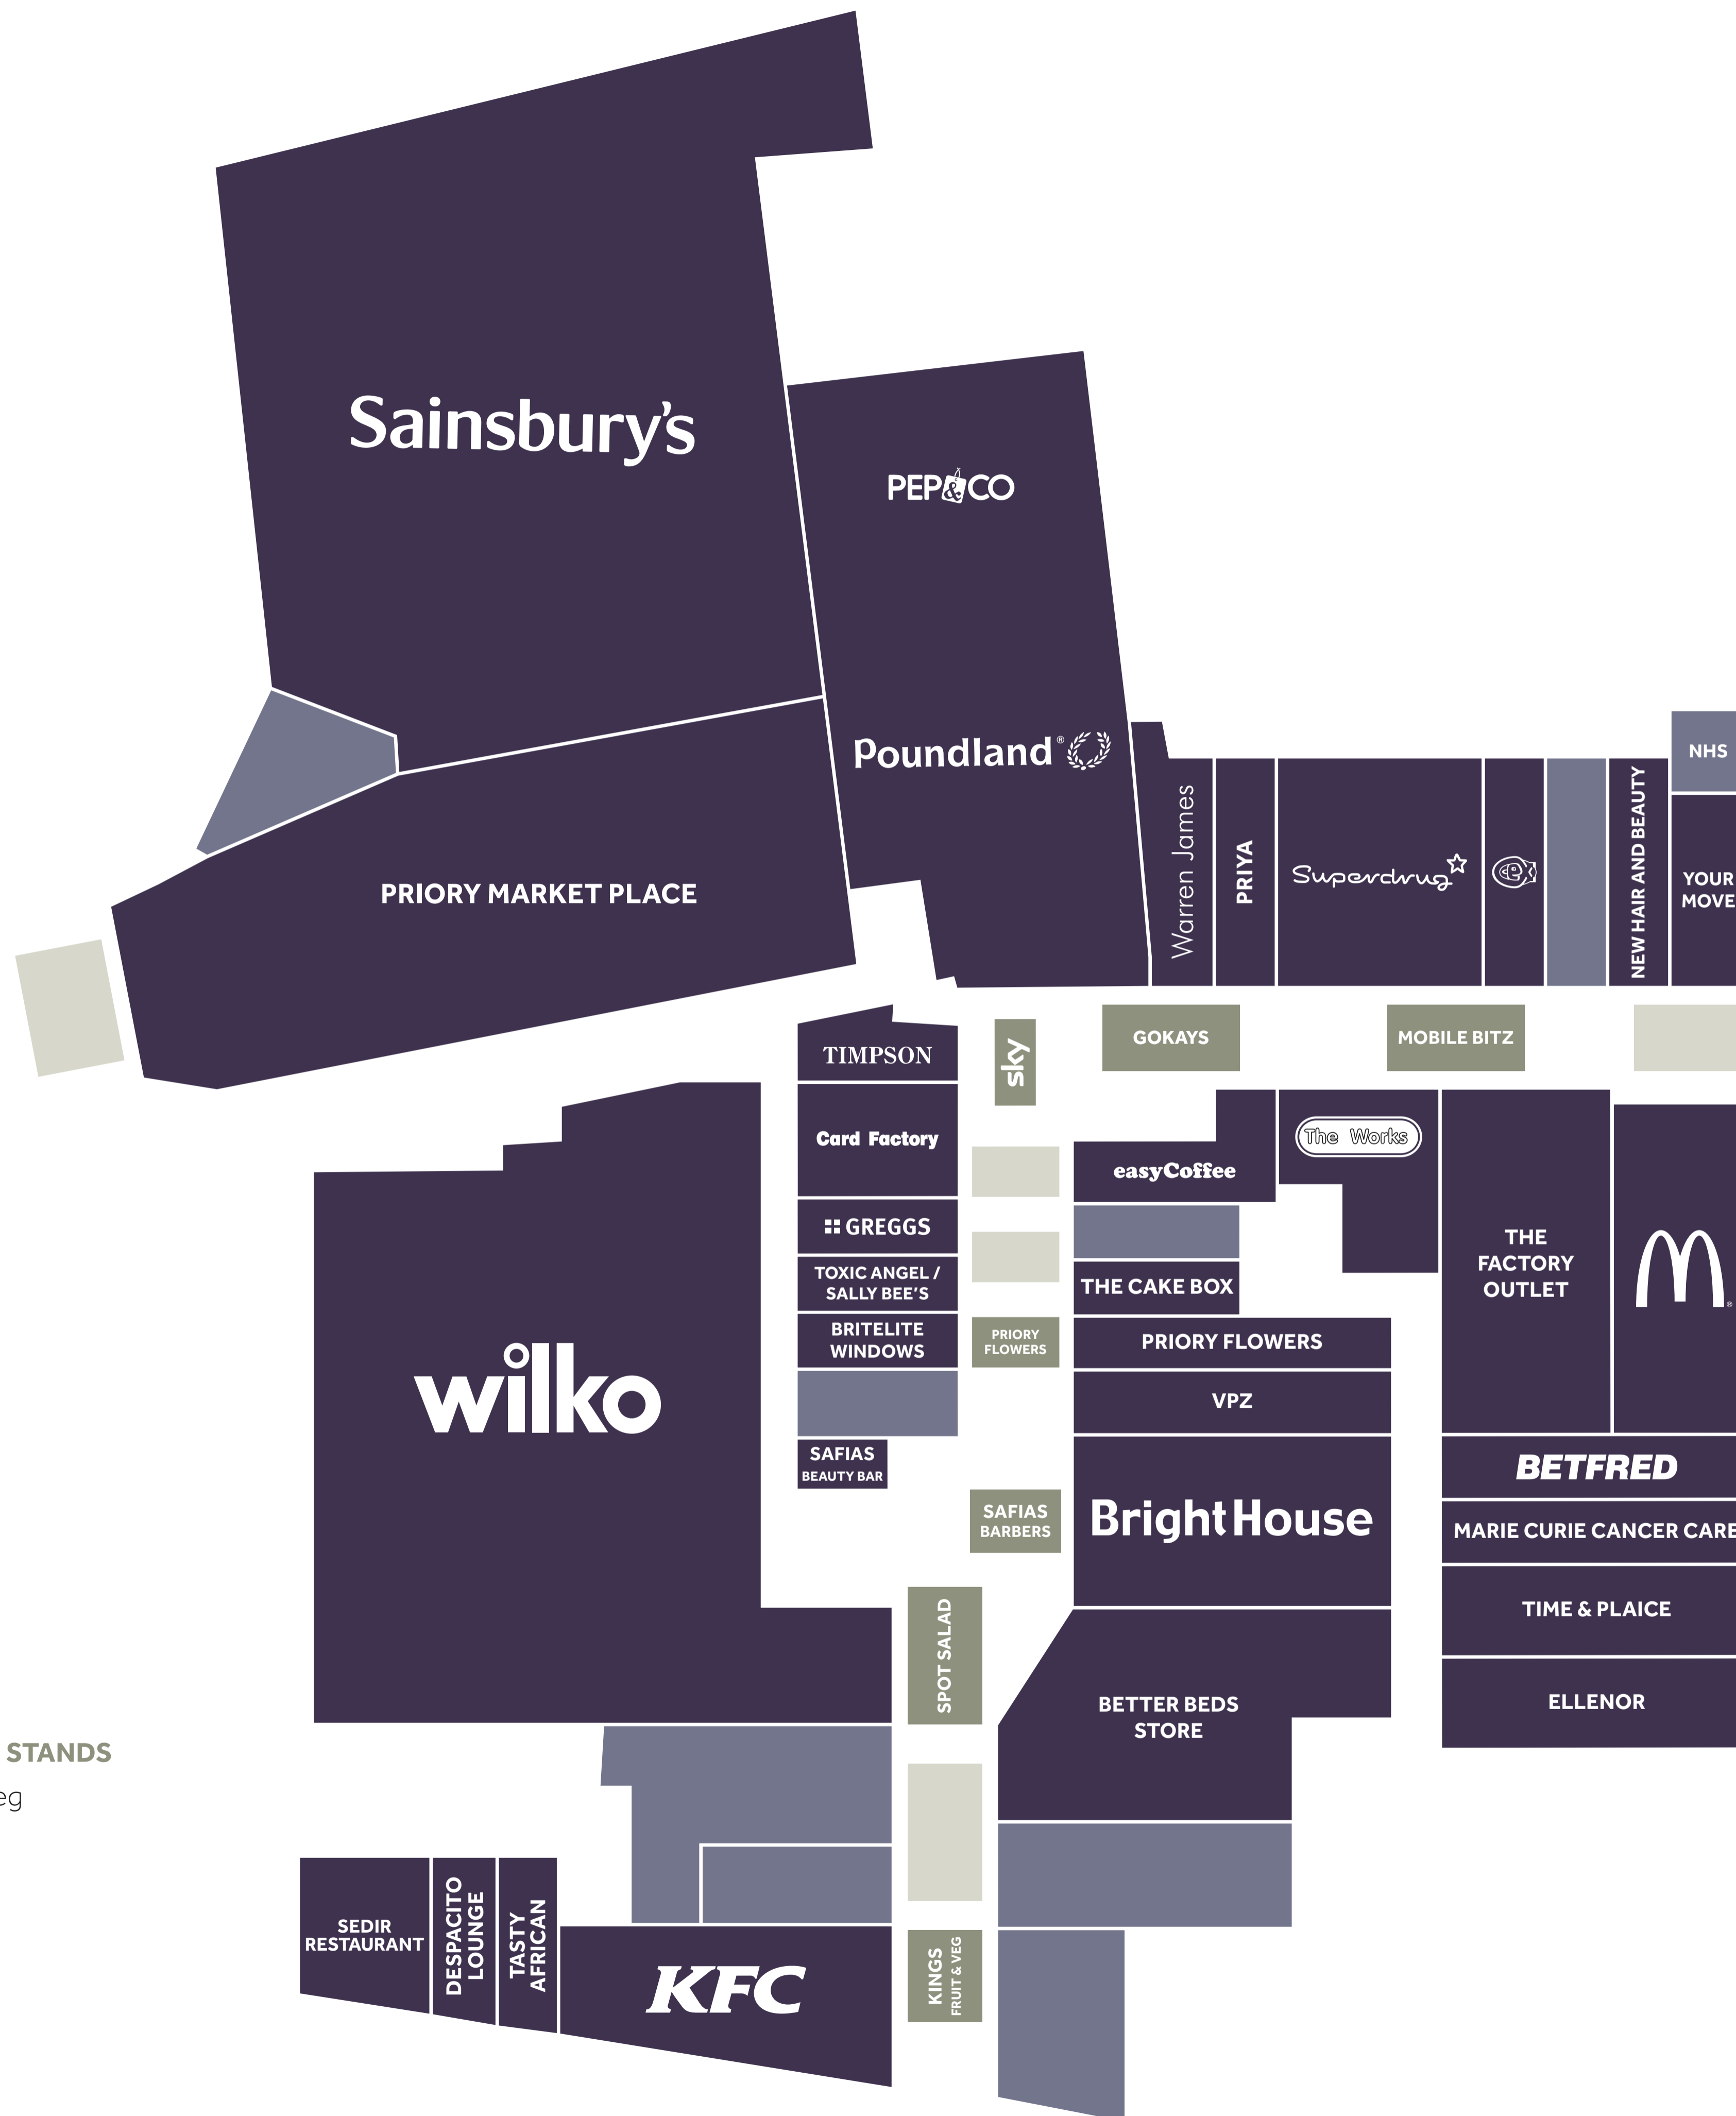 Sainsbury's
PEP&CO
Poundland®
NHS
Warren James
PRIYA
Superdrug
NEW HAIR AND BEAUTY
YOUR
MOVE
PRIORY MARKET PLACE
TIMPSON
sky
GOKAYS
MOBILE BITZ
Card Factory
easyCoffee
The Works
GREGGS
THE
FACTORY
OUTLET
M®
TOXIC ANGEL /
SALLY BEE'S
THE CAKE BOX
BRITELITE
WINDOWS
PRIORY
FLOWERS
PRIORY FLOWERS
wilko
VPZ
SAFIAS
BEAUTY BAR
BETFRED
SAFIAS
BARBERS
BrightHouse
MARIE CURIE CANCER CARE
SPOT SALAD
TIME & PLAICE
BETTER BEDS
STORE
ELLENOR
STANDS
eg
SEDIR
RESTAURANT
DESPACITO
LOUNGE
TASTY
AFRICAN
KFC
KINGS
FRUIT & VEG